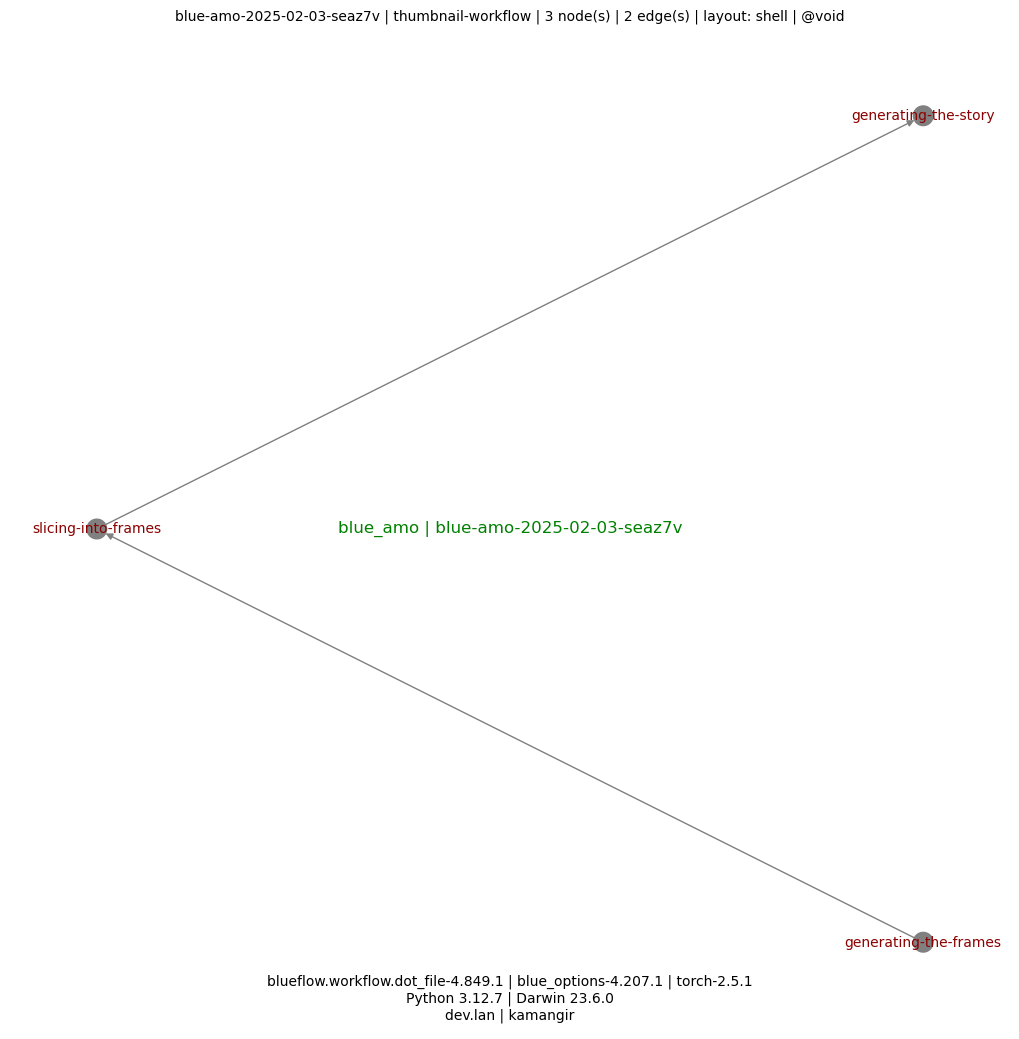 blue-amo-2025-02-03-seaz7v | thumbnail-workflow | 3 node(s) | 2 edge(s) | layout: shell | @void
generating-the-story
slicing-into-frames
blue_amo | blue-amo-2025-02-03-seaz7v
generating-the-frames
blueflow.workflow.dot_file-4.849.1 | blue_options-4.207.1 | torch-2.5.1
Python 3.12.7 | Darwin 23.6.0
dev.lan | kamangir